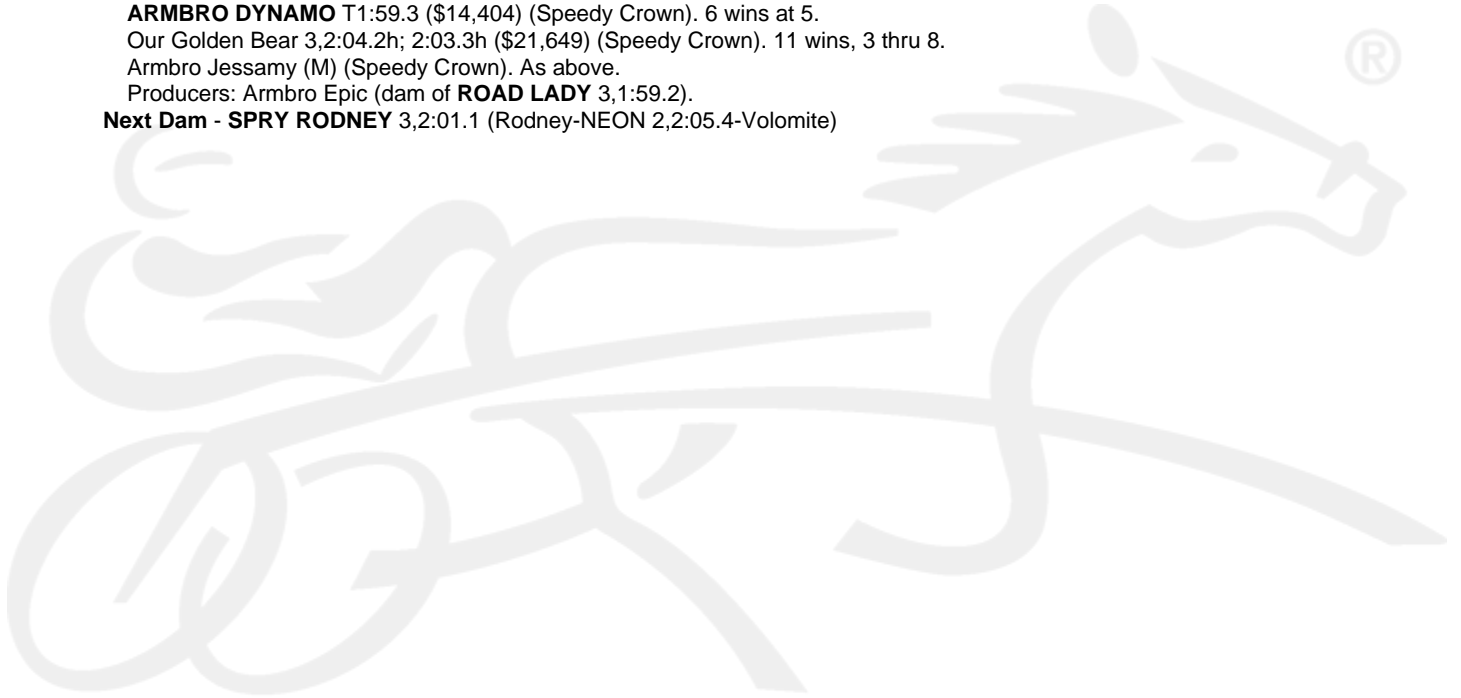 ARMBRO DYNAMO T1:59.3 ($14,404) (Speedy Crown). 6 wins at 5.
Our Golden Bear 3,2:04.2h; 2:03.3h ($21,649) (Speedy Crown). 11 wins, 3 thru 8.
Armbro Jessamy (M) (Speedy Crown). As above.
Producers: Armbro Epic (dam of ROAD LADY 3,1:59.2).
Next Dam - SPRY RODNEY 3,2:01.1 (Rodney-NEON 2,2:05.4-Volomite)
®